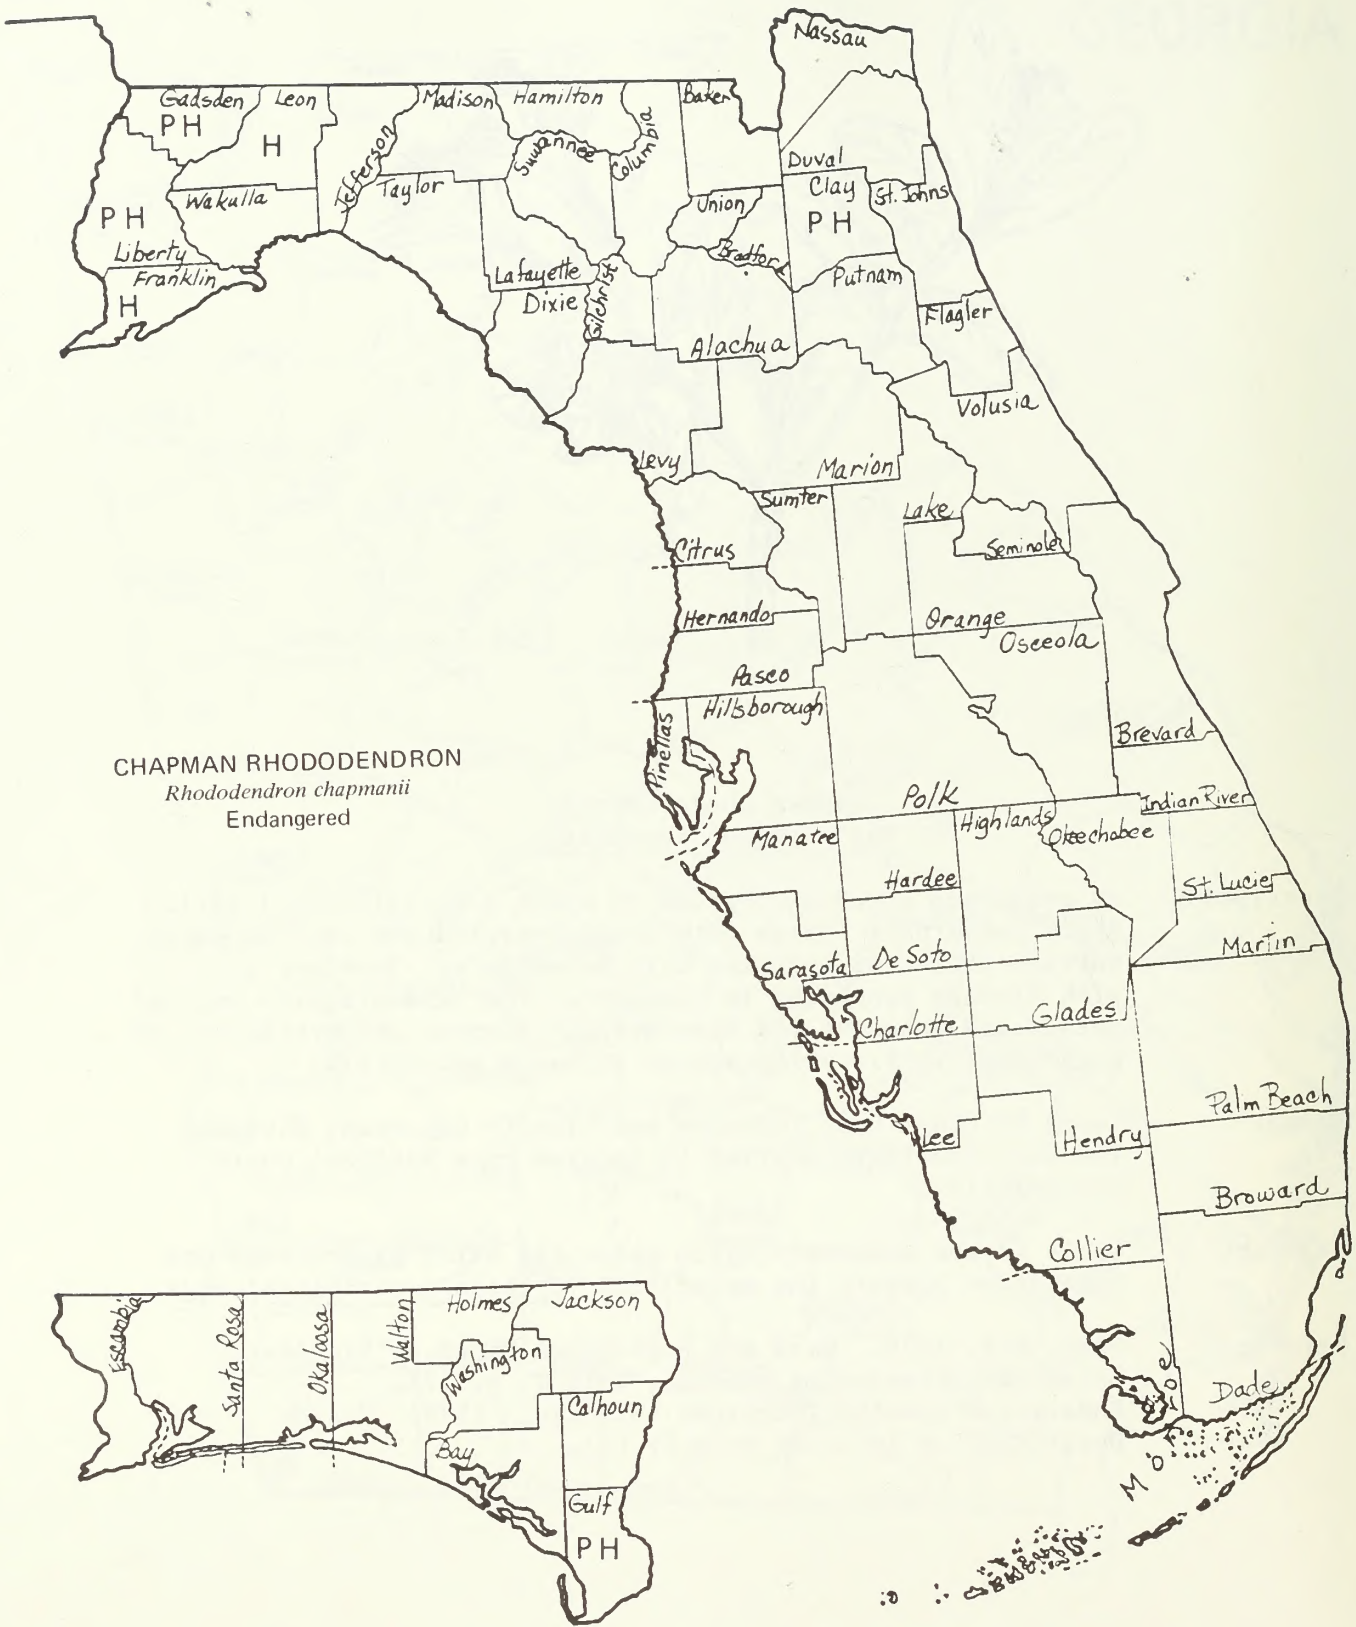 Nassau
Gadsden
PH
Leon
H
Jefferson
Madison
Hamilton
Suwannee
Columbia
Baker
Duval
Clay
PH
St. Johns
Wakulla
Taylor
Union
Bradford
PH
Liberty
Franklin
H
Lafayette
Dixie
Gilchrist
Putnam
Flagler
Alachua
Volusia
Levy
Marion
Sumter
Lake
Citrus
Seminole
Hernando
Orange
Osceola
Pasco
Hillsborough
Pinellas
Brevard
CHAPMAN RHODODENDRON
Rhododendron chapmanii
Endangered
Polk
Indian River
Manatee
Highlands
Okeechobee
Hardee
St. Lucie
Sarasota
De Soto
Martin
Charlotte
Glades
Palm Beach
Lee
Hendry
Broward
Collier
Dade
Monroe
Escambia
Santa Rosa
Okaloosa
Walton
Holmes
Jackson
Washington
Calhoun
Bay
Gulf
PH